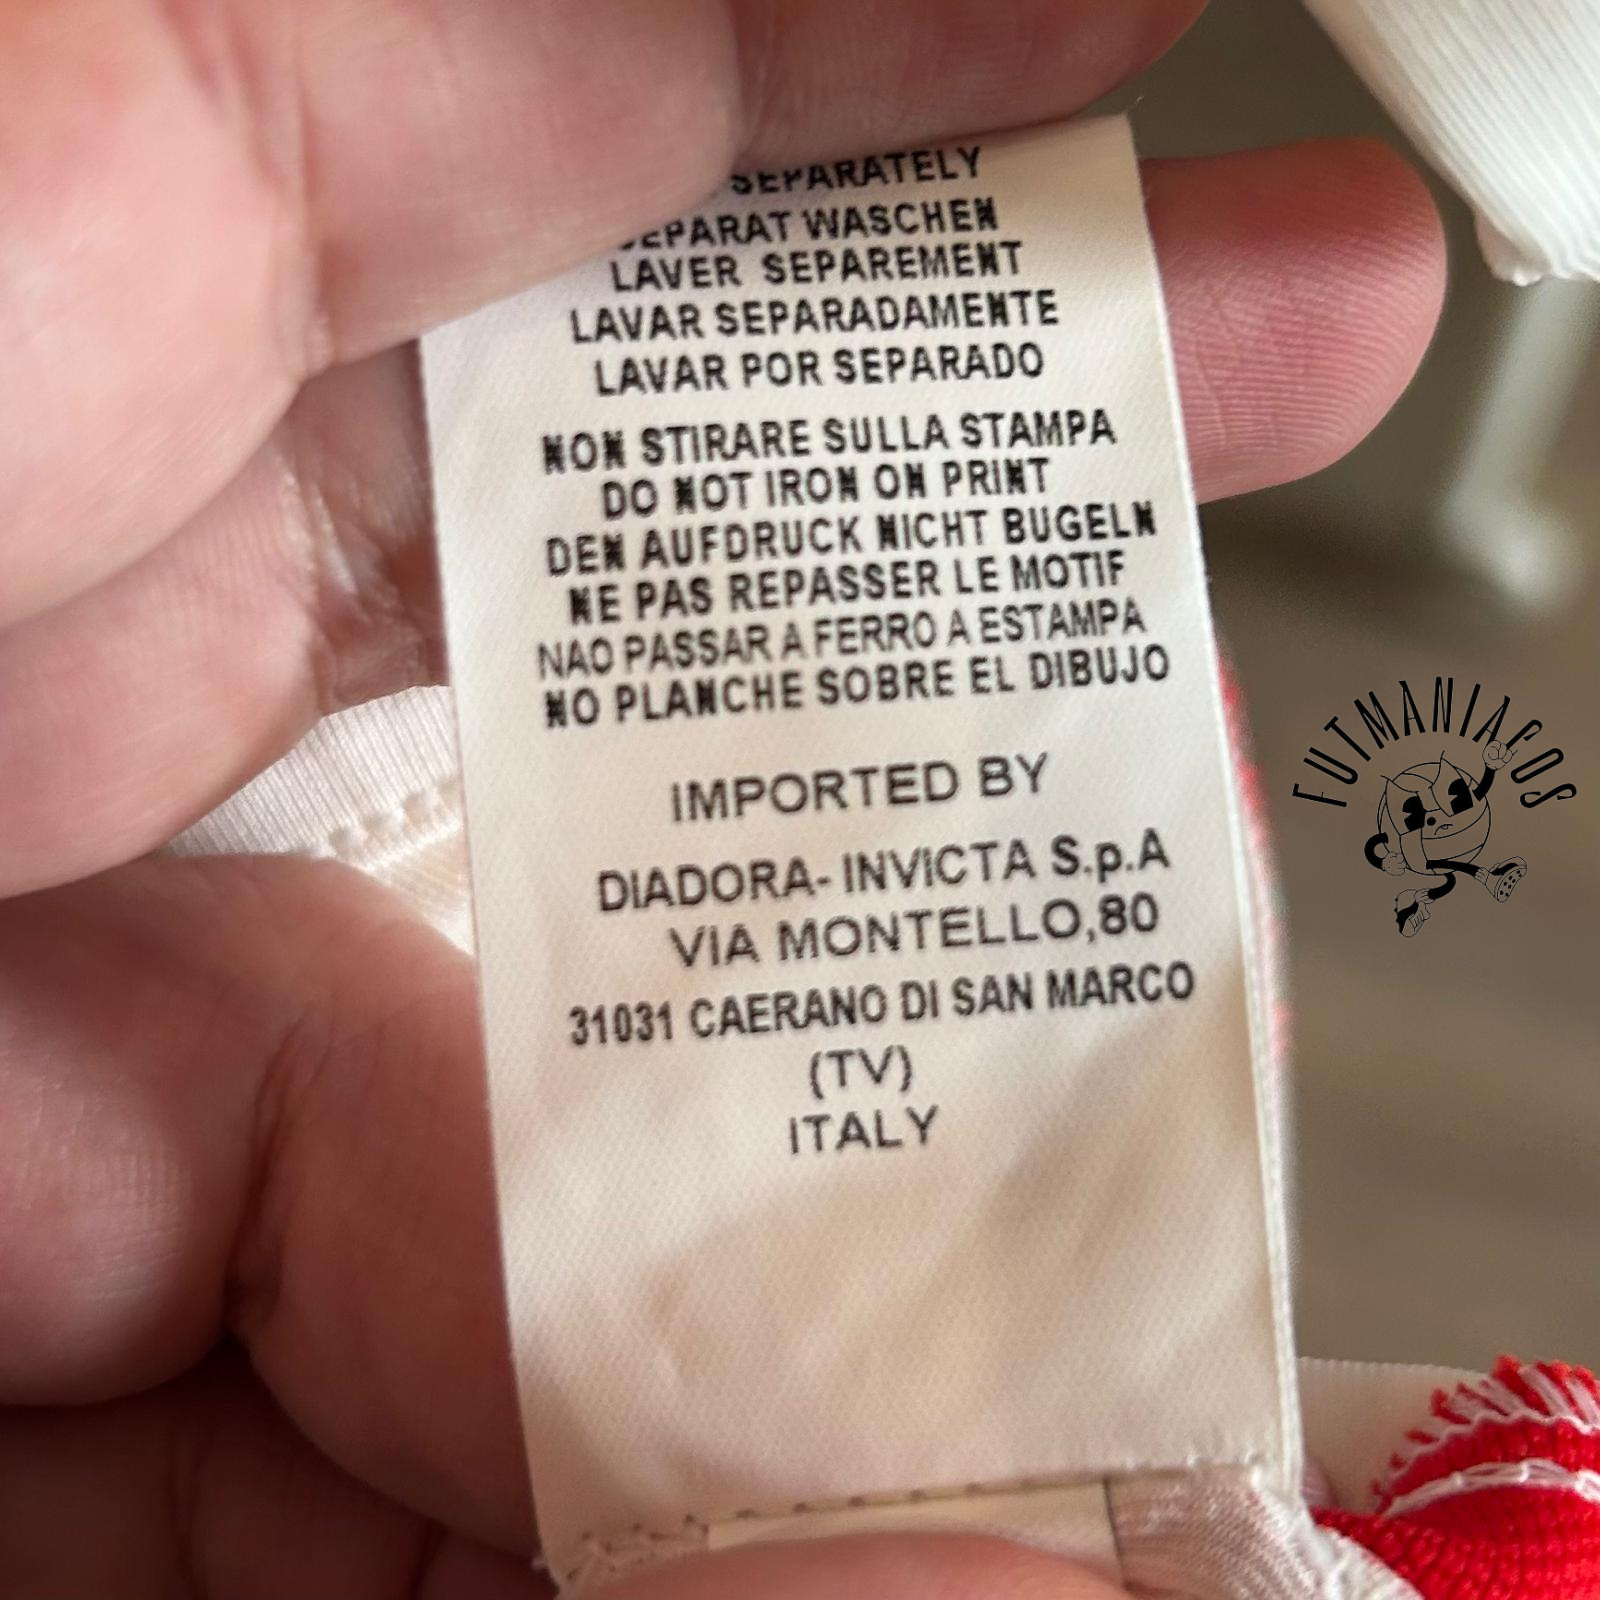 SEPARATELY
SEPARAT WASCHEN
LAVER SEPAREMENT
LAVAR SEPARADAMENTE
LAVAR POR SEPARADO
NON STIRARE SULLA STAMPA
DO NOT IRON ON PRINT
DEN AUFDRUCK NICHT BUGELN
NE PAS REPASSER LE MOTIF
NAO PASSAR A FERRO A ESTAMPA
NO PLANCHE SOBRE EL DIBUJO
IMPORTED BY
DIADORA- INVICTA S.p.A
VIA MONTELLO,80
31031 CAERANO DI SAN MARCO
(TV)
ITALY
FUTMANIACOS